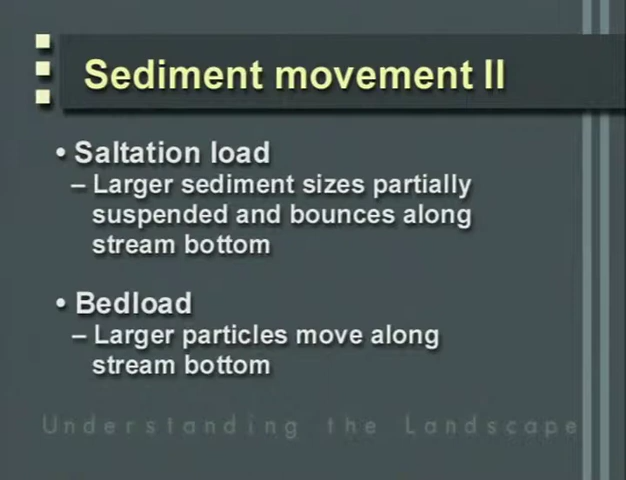 Sediment movement II
• Saltation load
– Larger sediment sizes partially
suspended and bounces along
stream bottom
• Bedload
– Larger particles move along
stream bottom
Understanding the Landscape